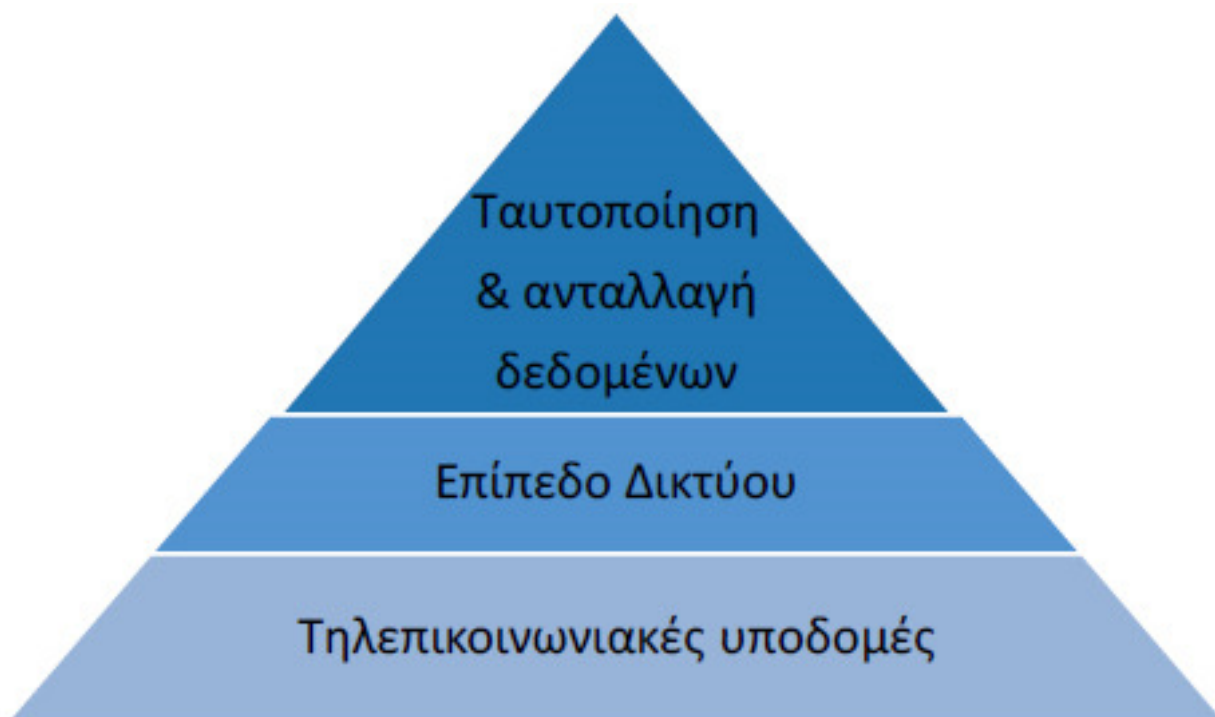 Ταυτοποίηση
& ανταλλαγή
δεδομένων
Επίπεδο Δικτύου
Τηλεπικοινωνιακές υποδομές